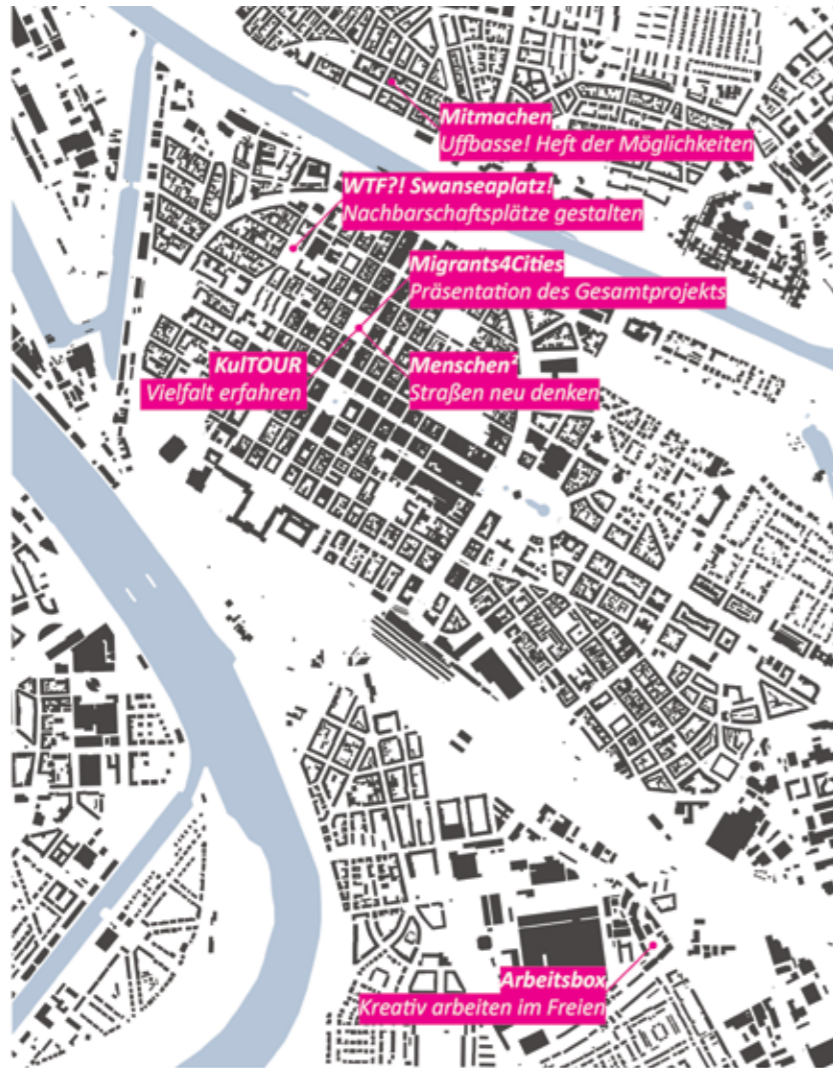 Mitmachen
Uffbasse! Heft der Möglichkeiten
WTF?! Swanseaplatz!
Nachbarschaftsplätze gestalten
Migrants4Cities
Präsentation des Gesamtprojekts
KulTOUR
Vielfalt erfahren
Menschen²
Straßen neu denken
Arbeitsbox
Kreativ arbeiten im Freien